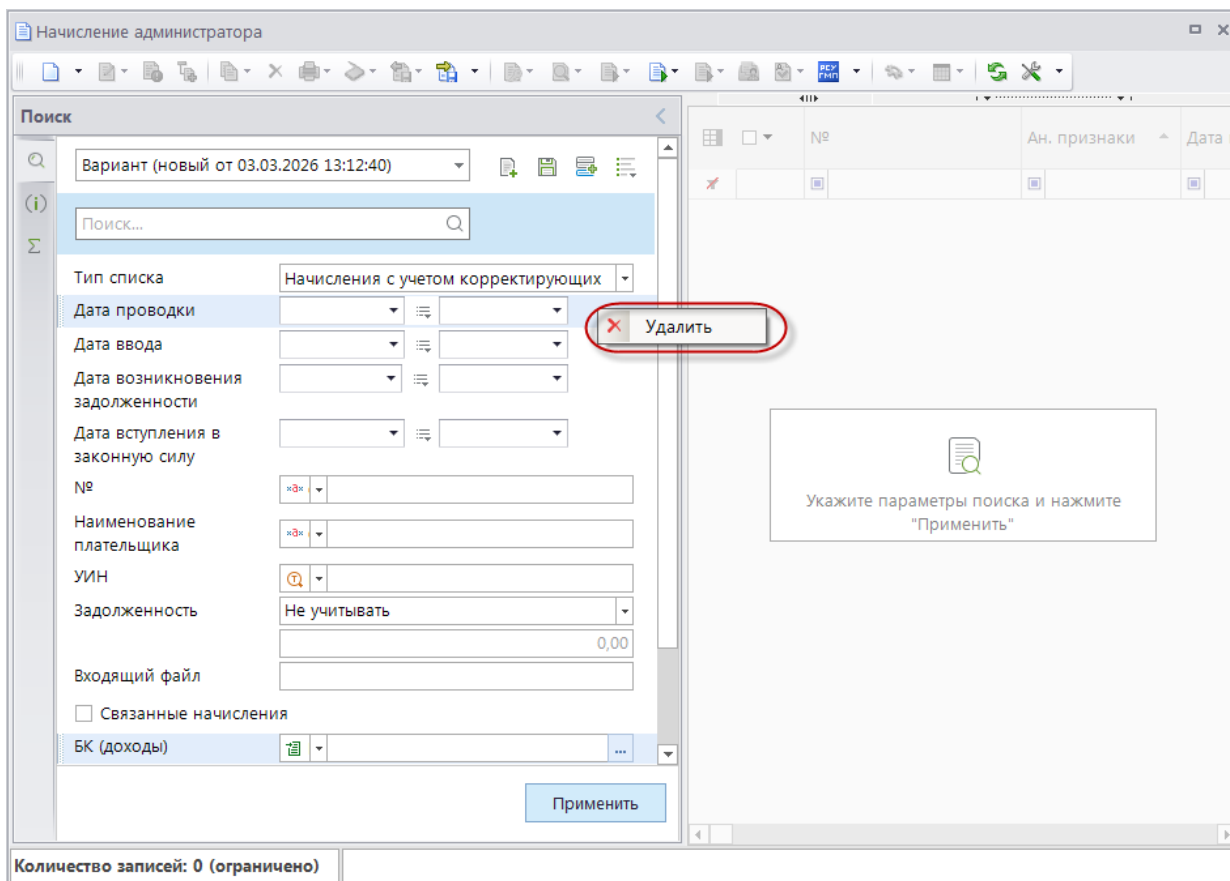 Начисление администратора
РСУ
ГМП
Поиск
Вариант (новый от 03.03.2026 13:12:40)
№
Ан. признаки
Дата
Поиск...
Тип списка
Начисления с учетом корректирующих
Дата проводки
Удалить
Дата ввода
Дата возникновения
задолженности
Дата вступления в
законную силу
№
Наименование
плательщика
УИН
Задолженность
Не учитывать
0,00
Входящий файл
Связанные начисления
БК (доходы)
...
Применить
Укажите параметры поиска и нажмите
"Применить"
Количество записей: 0 (ограничено)